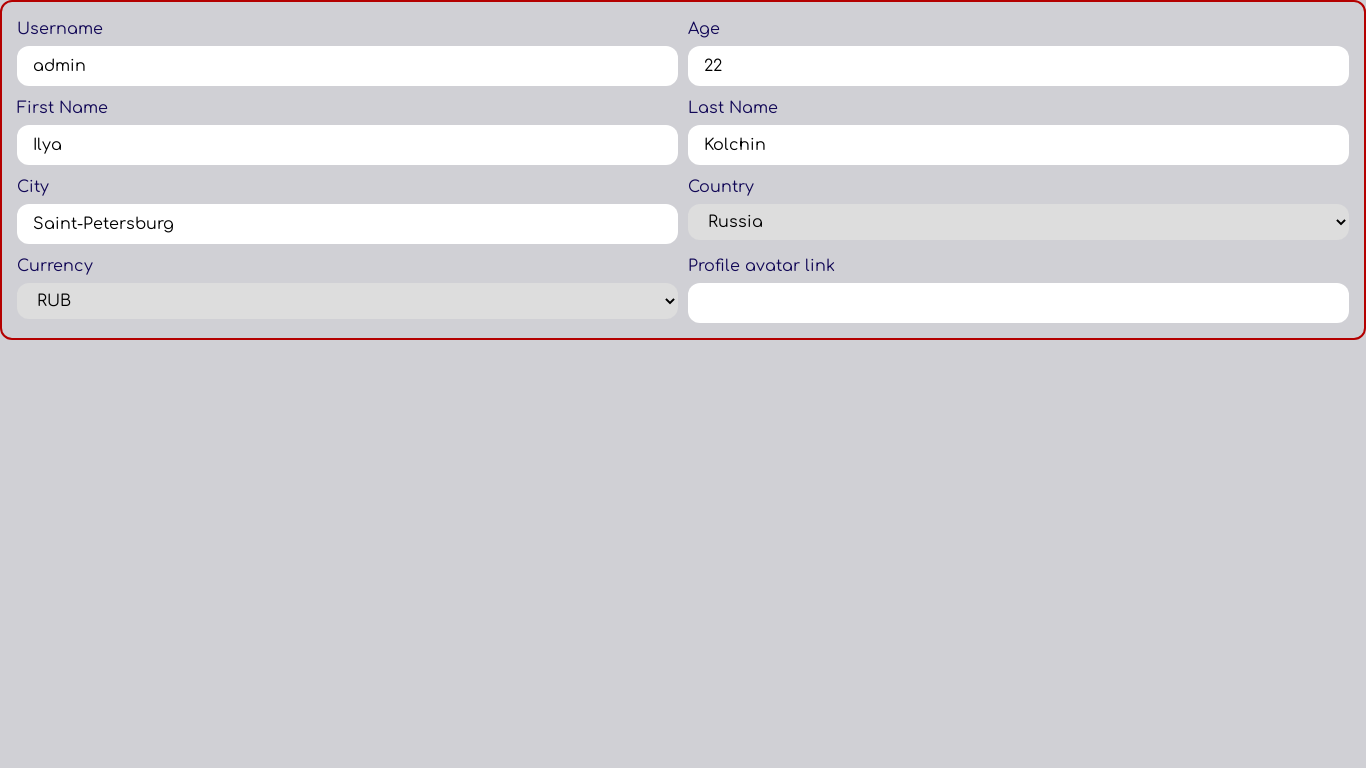 Username Age
admin 22
First Name Last Name
Ilya Kolchin
City Country
Saint-Petersburg Russia
Currency Profile avatar link
RUB